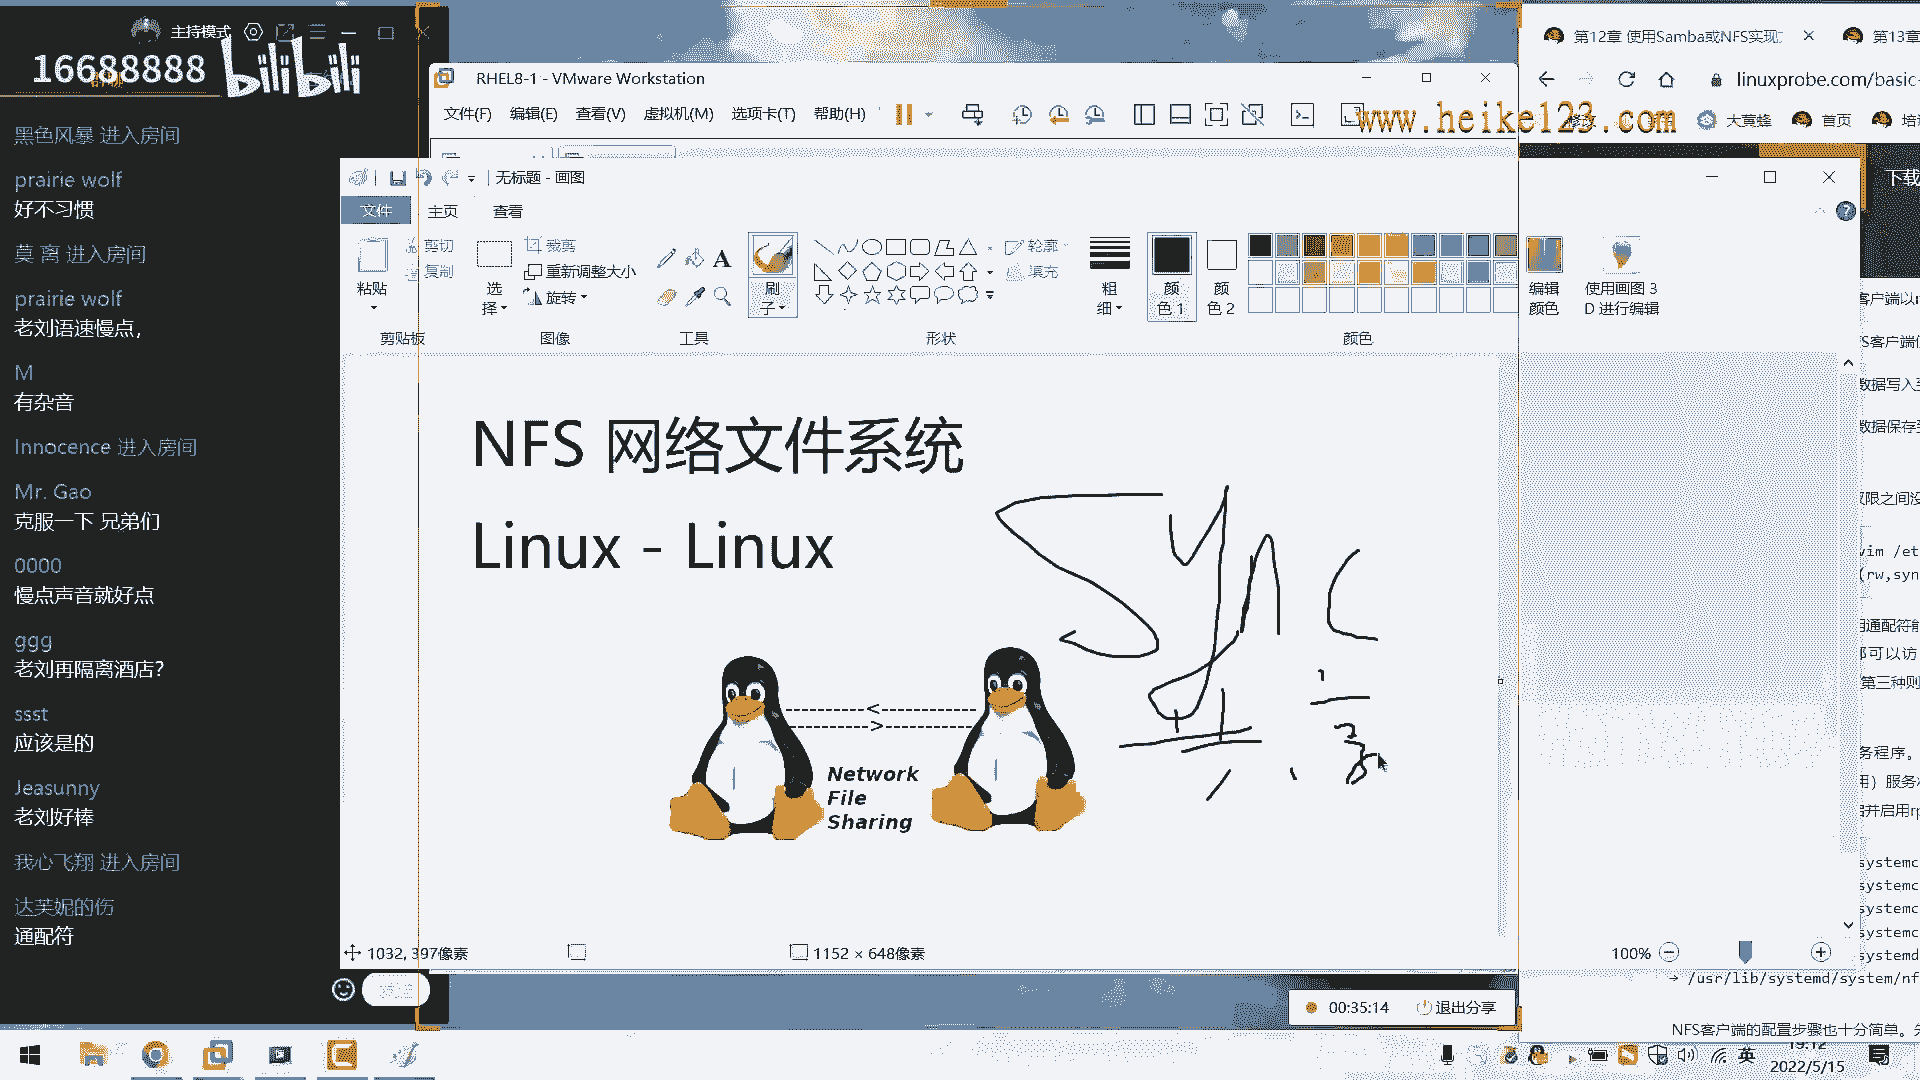 主持模式
16688888 bilibili
黑色风暴 进入房间
prairie wolf
好不习惯
莫 离 进入房间
prairie wolf
老刘语速慢点，
M
有杂音
Innocence 进入房间
Mr. Gao
克服一下 兄弟们
0000
慢点声音就好点
ggg
老刘再隔离酒店？
ssst
应该是的
Jeasunny
老刘好棒
我心飞翔 进入房间
达芙妮的伤
通配符
RHEL8-1 - VMware Workstation
文件(F) 编辑(E) 查看(V) 虚拟机(M) 选项卡(T) 帮助(H)
www.heike123.com
第12章 使用Samba或NFS实现
第13章
linuxprobe.com/basic-
大黄蜂 首页 培
下载
无标题 - 画图
文件 主页 查看
粘贴
剪切
复制
剪贴板
选择
裁剪
重新调整大小
旋转
图像
A
工具
刷子
轮廓
填充
形状
粗细
颜色 1
颜色 2
颜色
编辑颜色
使用画图 3D 进行编辑
NFS 网络文件系统
Linux - Linux
SYNC
Network
File
Sharing
1032, 397像素
1152 × 648像素
100%
00:35:14 退出分享
客户端以
S客户端
数据写入
数据保存
权限之间没
vim /et
(rw,syn
用通配符
都可以访
第三种则
务程序。
用）服务
并启用rp
systemc
systemc
systemc
systemc
systemd
→ /usr/lib/systemd/system/nf
NFS客户端的配置步骤也十分简单。
英
19:12
2022/5/15